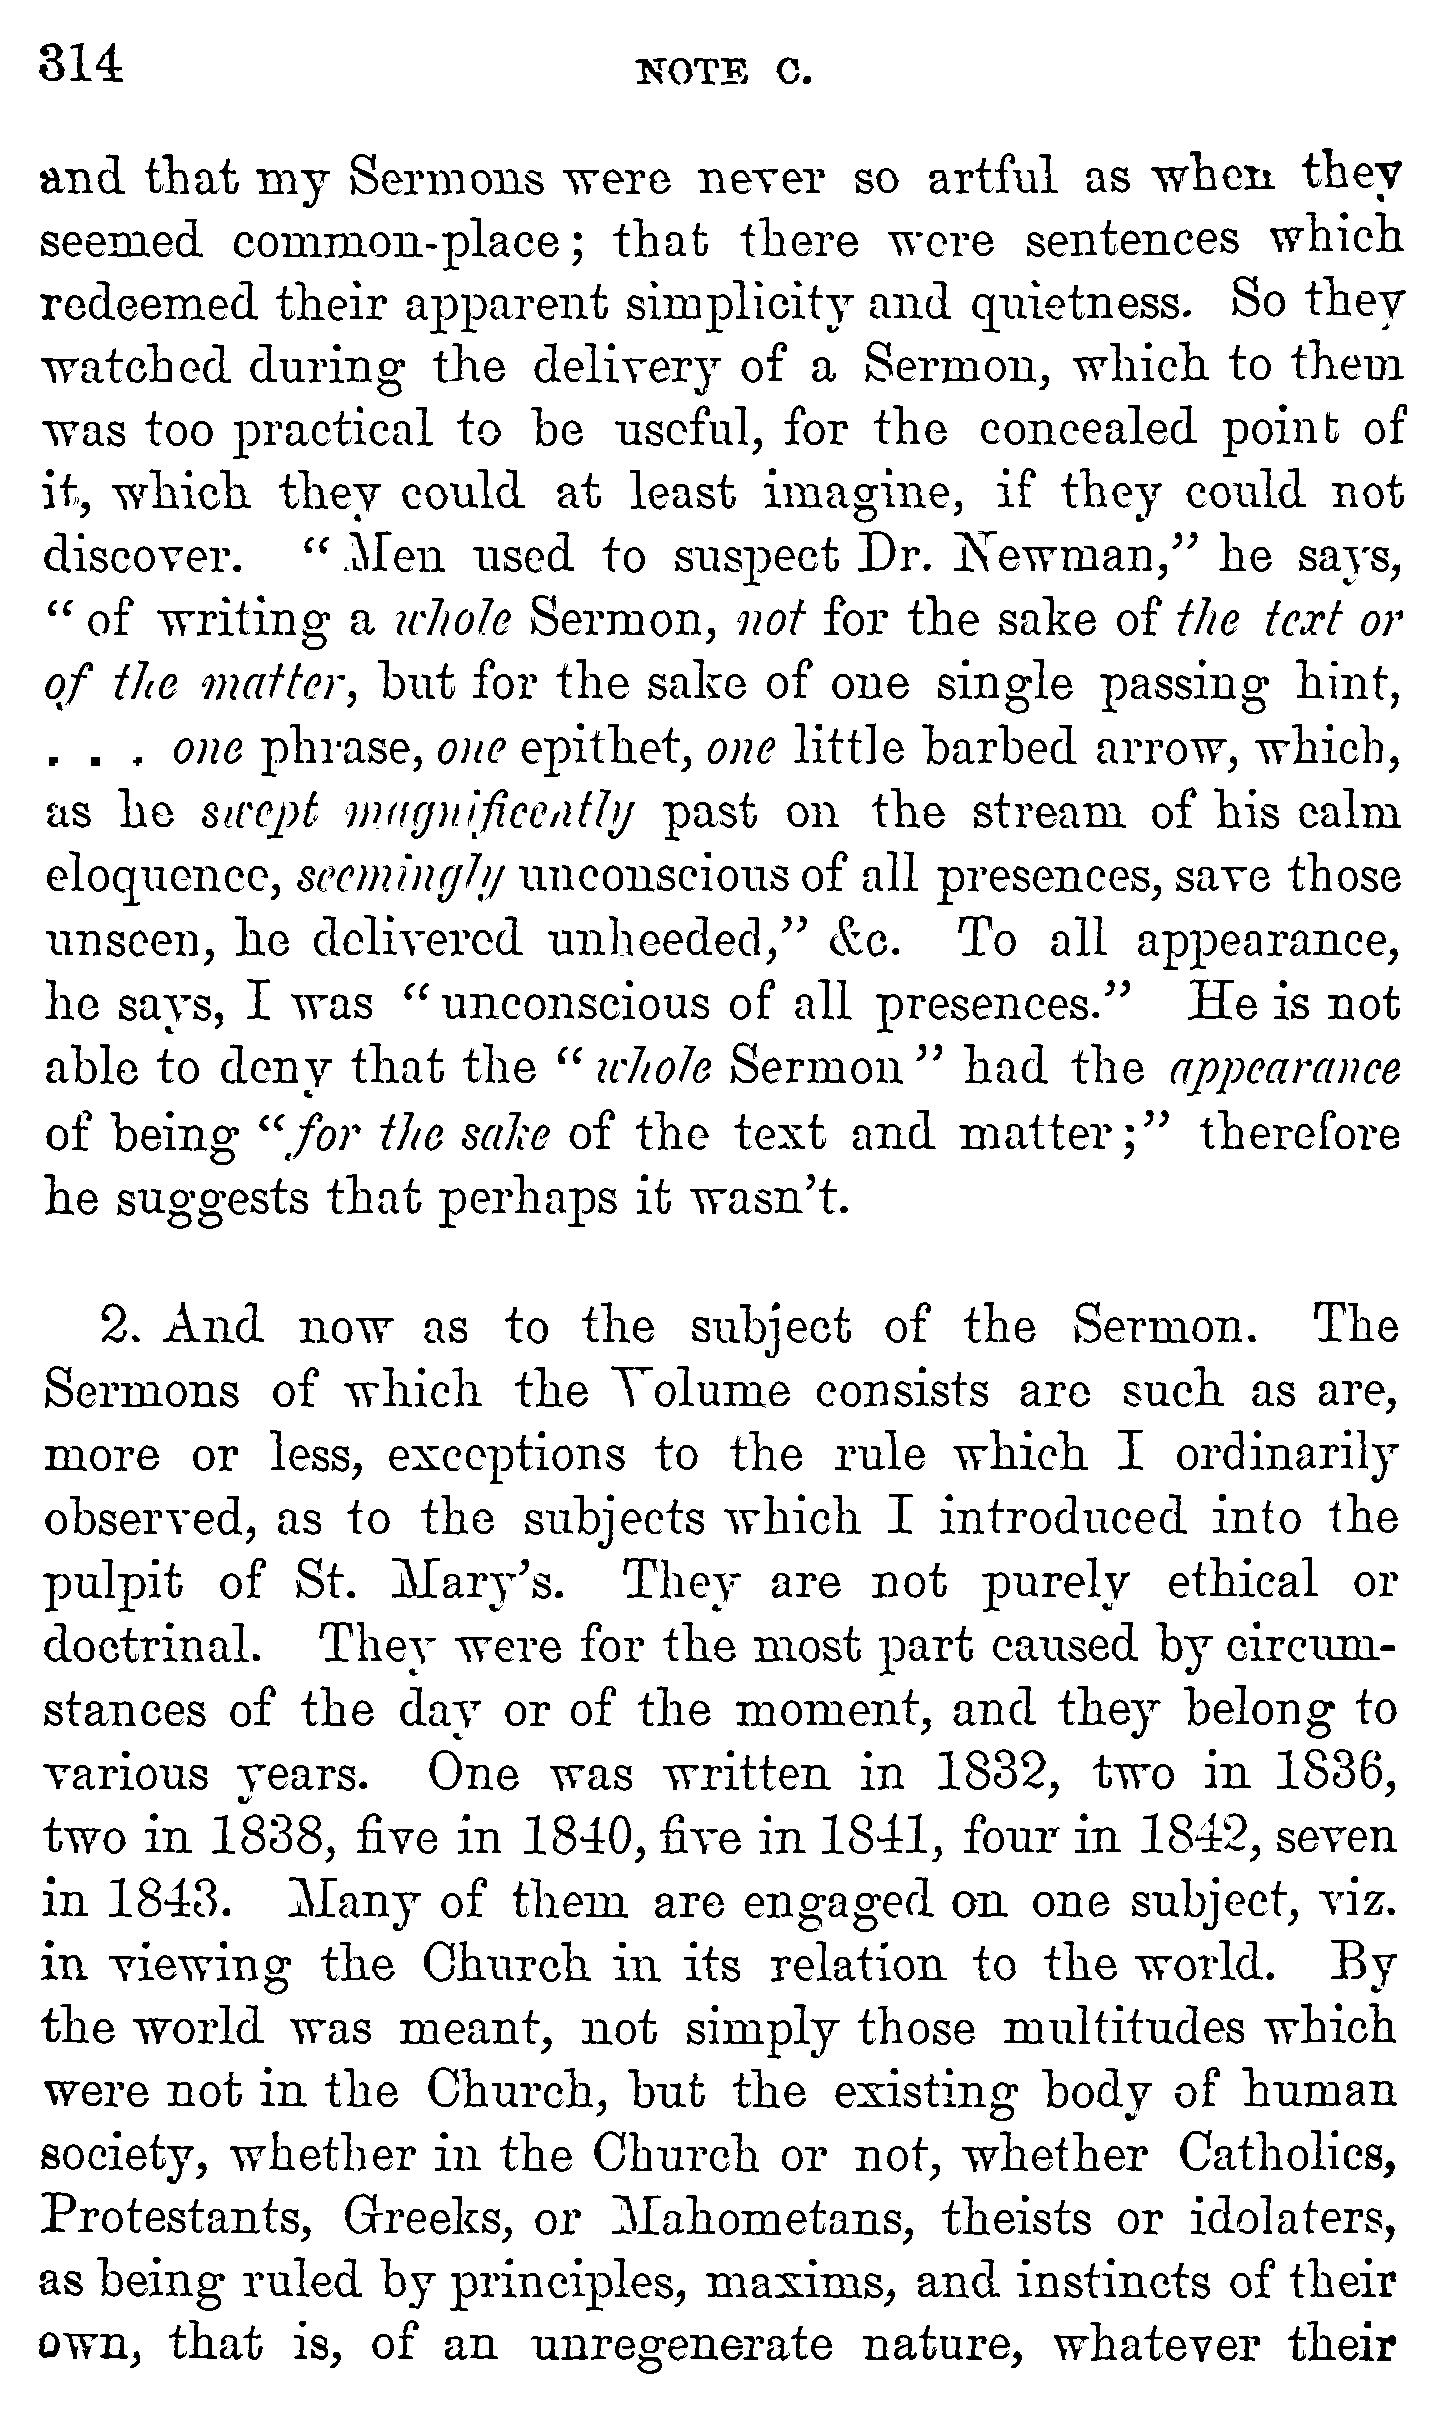 314 NOTE C.
and that my Sermons were never so artful as when they
seemed common-place; that there were sentences which
redeemed their apparent simplicity and quietness. So they
watched during the delivery of a Sermon, which to them
was too practical to be useful, for the concealed point of
it, which they could at least imagine, if they could not
discover. “Men used to suspect Dr. Newman,” he says,
“of writing a whole Sermon, not for the sake of the text or
of the matter, but for the sake of one single passing hint,
. . . one phrase, one epithet, one little barbed arrow, which,
as he swept magnificently past on the stream of his calm
eloquence, seemingly unconscious of all presences, save those
unseen, he delivered unheeded,” &c. To all appearance,
he says, I was “unconscious of all presences.” He is not
able to deny that the “whole Sermon” had the appearance
of being “for the sake of the text and matter;” therefore
he suggests that perhaps it wasn’t.
2. And now as to the subject of the Sermon. The
Sermons of which the Volume consists are such as are,
more or less, exceptions to the rule which I ordinarily
observed, as to the subjects which I introduced into the
pulpit of St. Mary’s. They are not purely ethical or
doctrinal. They were for the most part caused by circum-
stances of the day or of the moment, and they belong to
various years. One was written in 1832, two in 1836,
two in 1838, five in 1840, five in 1841, four in 1842, seven
in 1843. Many of them are engaged on one subject, viz.
in viewing the Church in its relation to the world. By
the world was meant, not simply those multitudes which
were not in the Church, but the existing body of human
society, whether in the Church or not, whether Catholics,
Protestants, Greeks, or Mahometans, theists or idolaters,
as being ruled by principles, maxims, and instincts of their
own, that is, of an unregenerate nature, whatever their